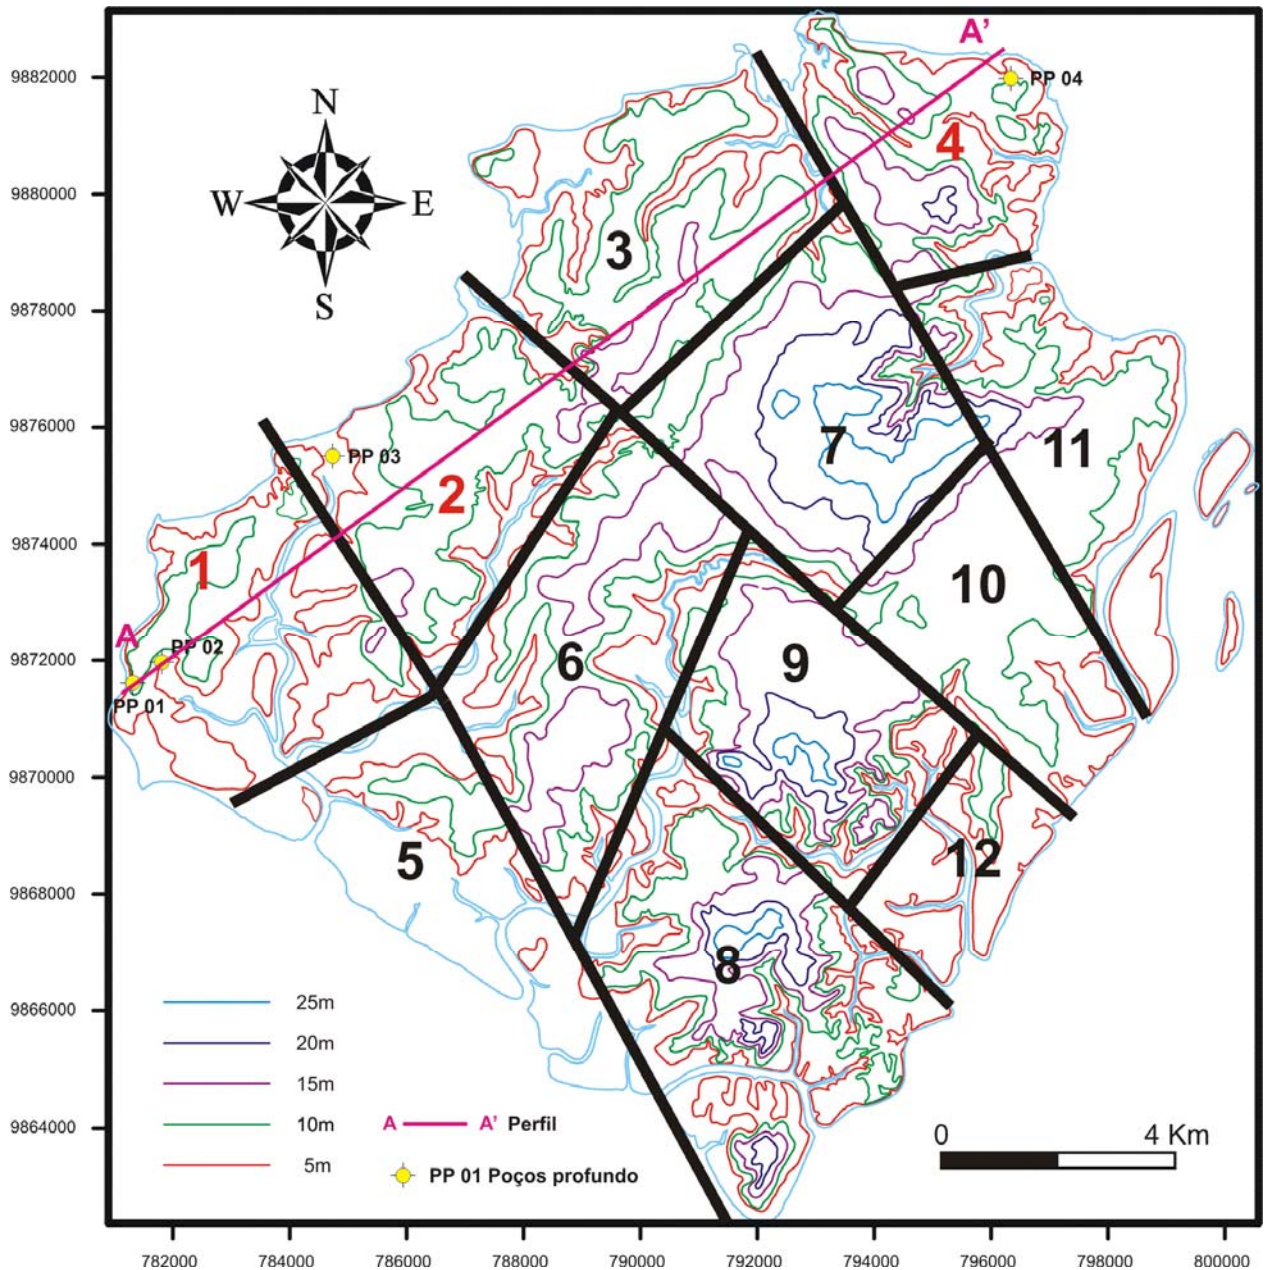 A'
9882000
PP 04
N
4
9880000
W
E
3
S
9878000
9876000
7
11
PP 03
2
9874000
1
10
A
PP 02
9872000
6
9
PP 01
9870000
5
12
9868000
8
25m
9866000
20m
15m
10m
A A' Perfil
9864000
0 4 Km
5m
PP 01 Poços profundo
782000 784000 786000 788000 790000 792000 794000 796000 798000 800000